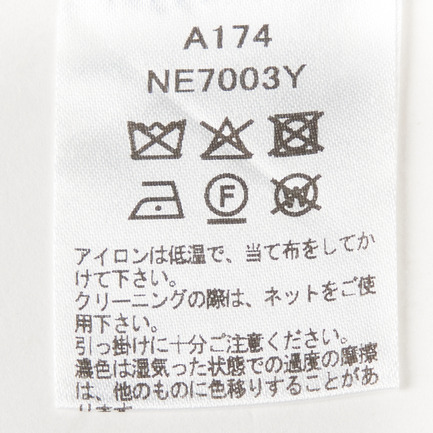 A174
NE7003Y
F
W
アイロンは低温で、当て布をしてか
けて下さい。
クリーニングの際は、ネットをご使
用下さい。
引っ掛けに十分ご注意ください。
濃色は湿気った状態での過度の摩擦
は、他のものに色移りすることがあ
ります